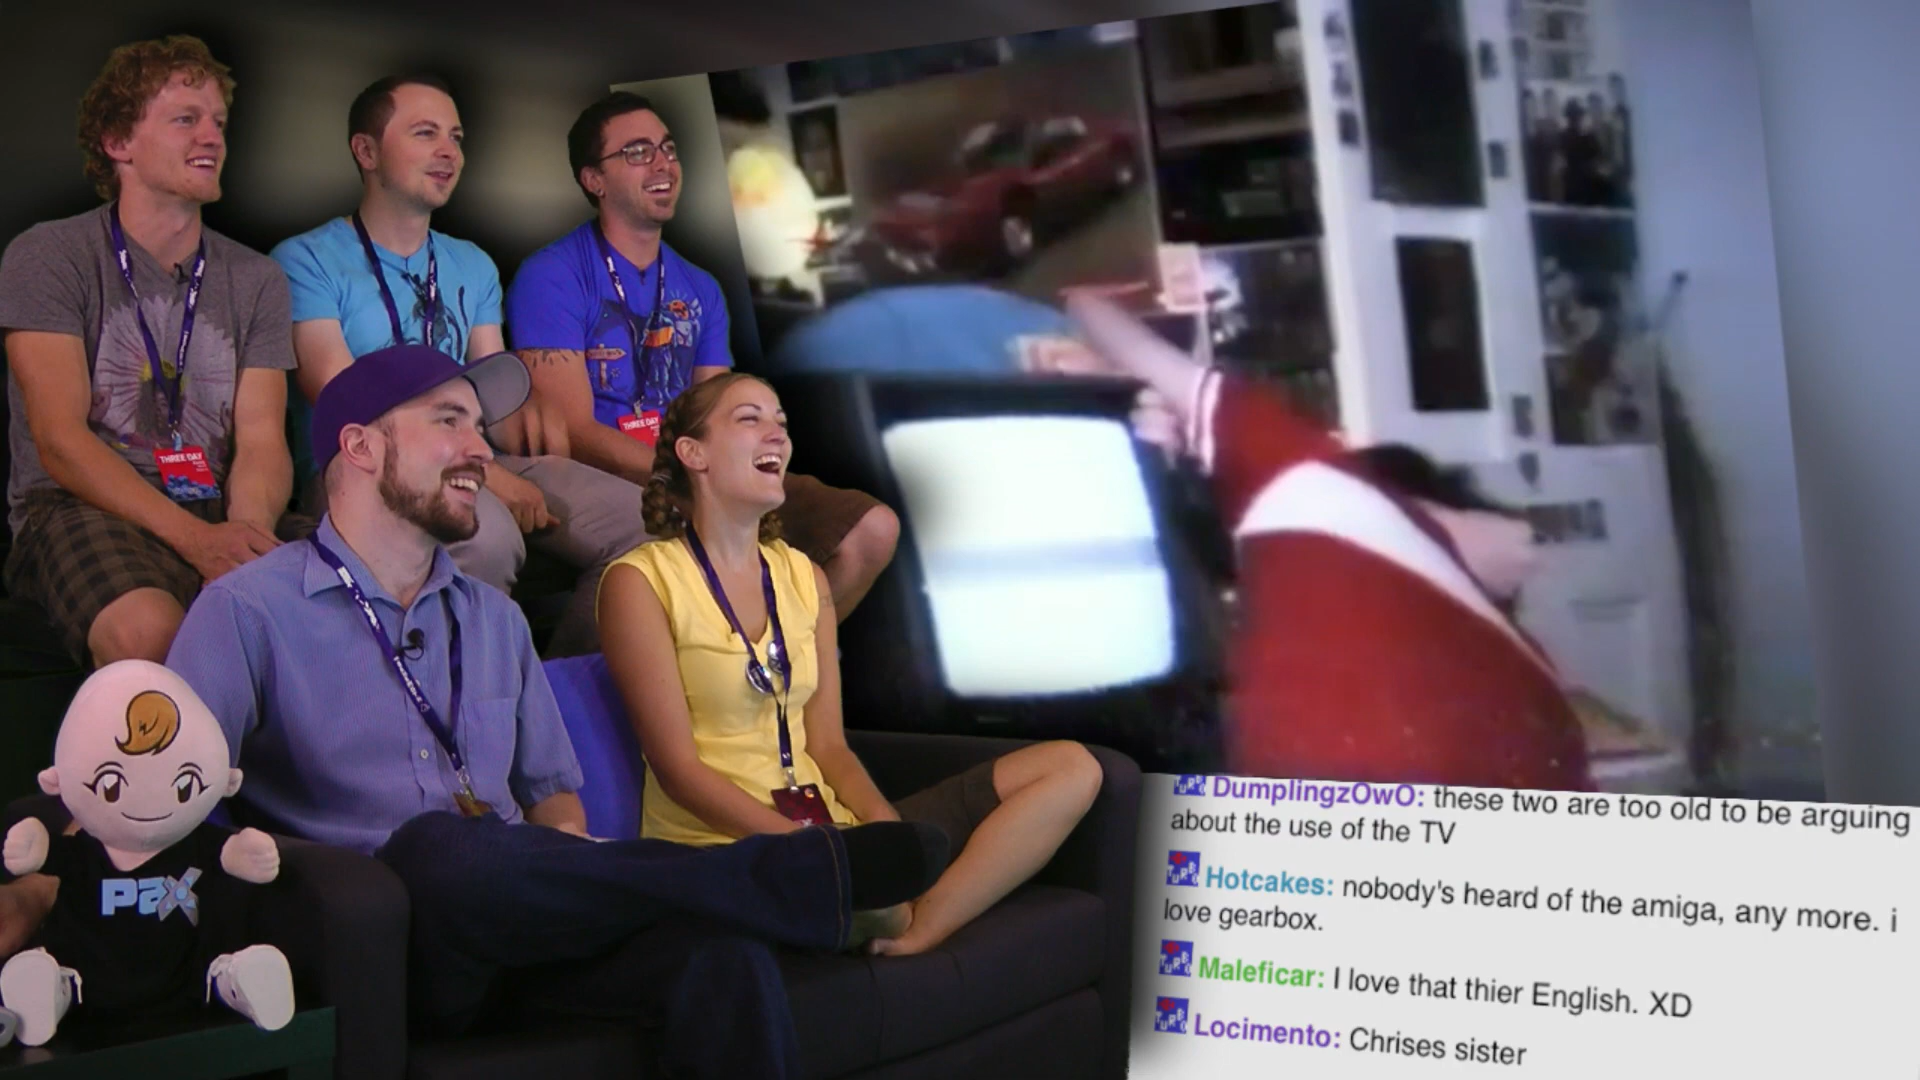 THREE DAY
THREE DAY
pax
DumplingzOwO: these two are too old to be arguing
about the use of the TV
Hotcakes: nobody's heard of the amiga, any more. i
love gearbox.
Maleficar: I love that thier English. XD
Locimento: Chrises sister